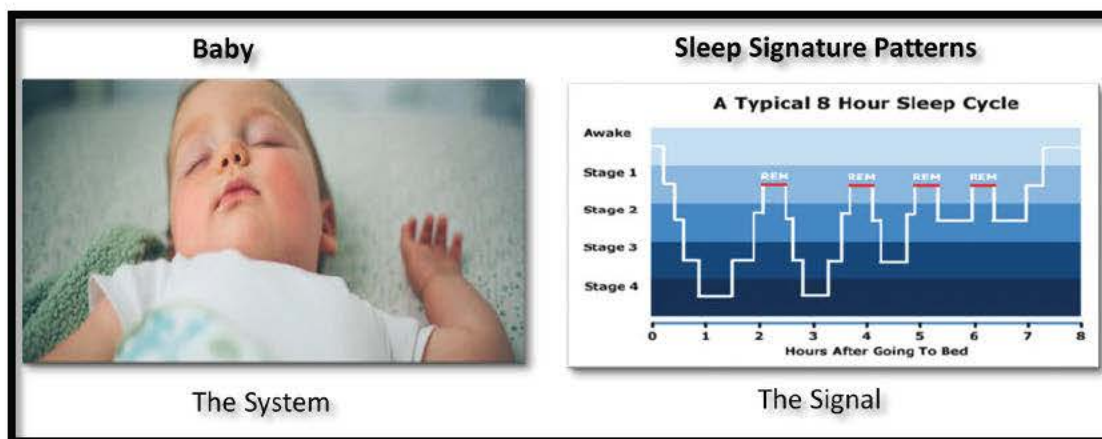 Baby
Sleep Signature Patterns
A Typical 8 Hour Sleep Cycle
Awake
Stage 1
REM REM REM REM
Stage 2
Stage 3
Stage 4
0 1 2 3 4 5 6 7 8
Hours After Going To Bed
The System
The Signal